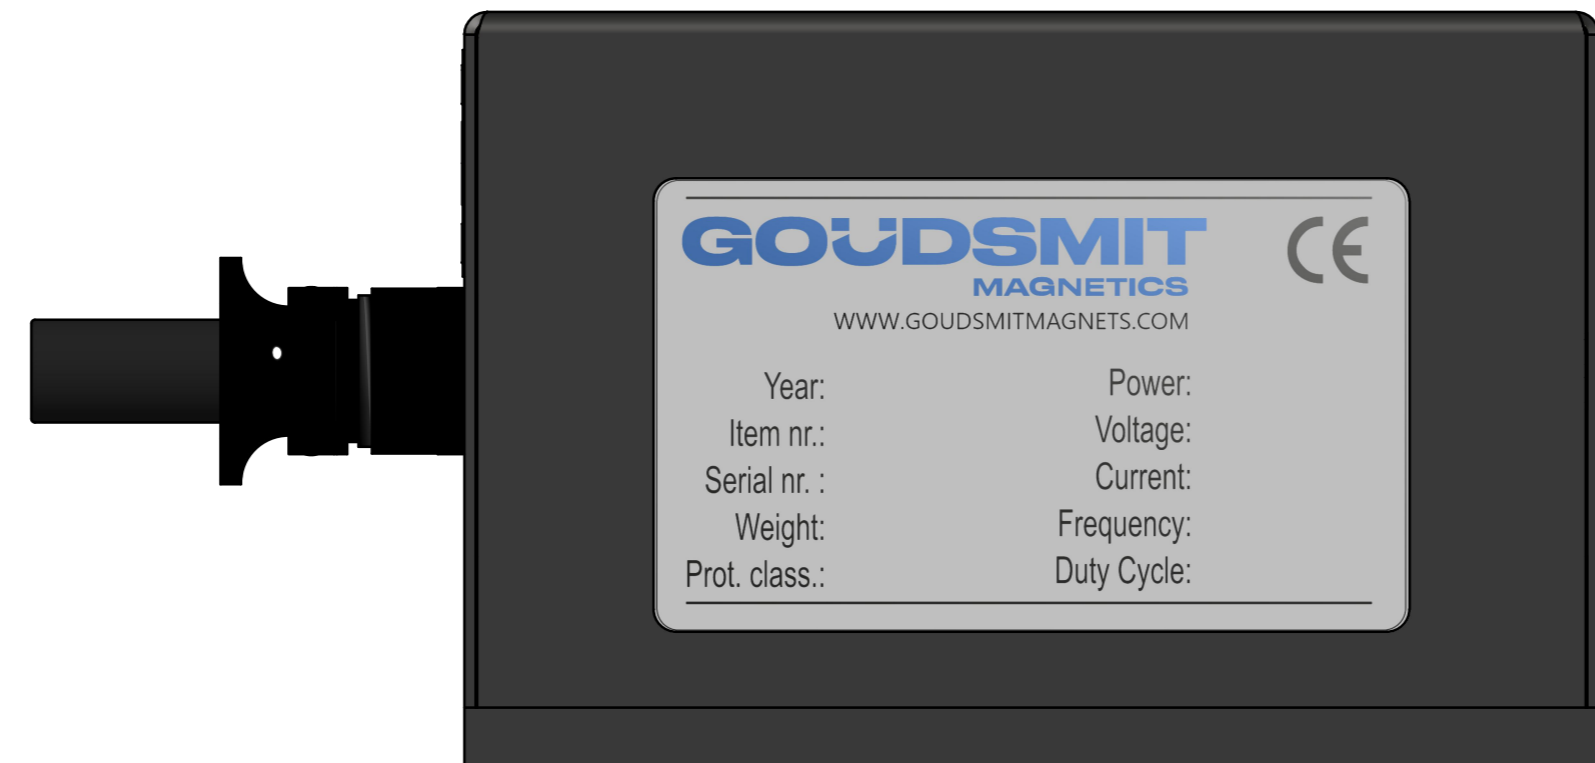 GOUDSMIT
MAGNETICS
CE
WWW.GOUDSMITMAGNETS.COM
Year:
Item nr.:
Serial nr. :
Weight:
Prot. class.:
Power:
Voltage:
Current:
Frequency:
Duty Cycle: